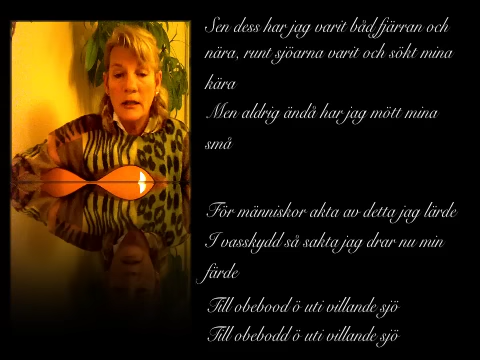 Sen dess har jag varit båd fjärran och
nära, runt sjöarna varit och sökt mina
kära
Men aldrig ändå har jag mött mina
små
För människor akta av detta jag lärde
I vasskydd så sakta jag drar nu min
färde
Till obebood ö uti villande sjö
Till obebodd ö uti villande sjö